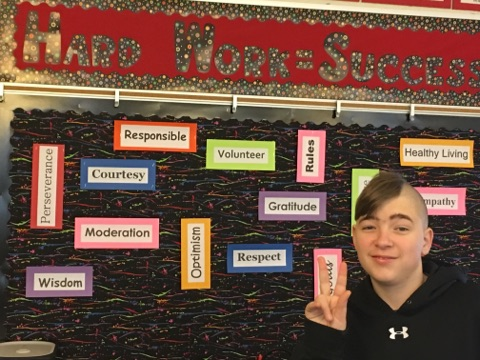 HARD WORK=SUCCESS
Responsible
Volunteer
Rules
Healthy Living
Perseverance
Courtesy
Gratitude
Moderation
Optimism
Respect
Wisdom